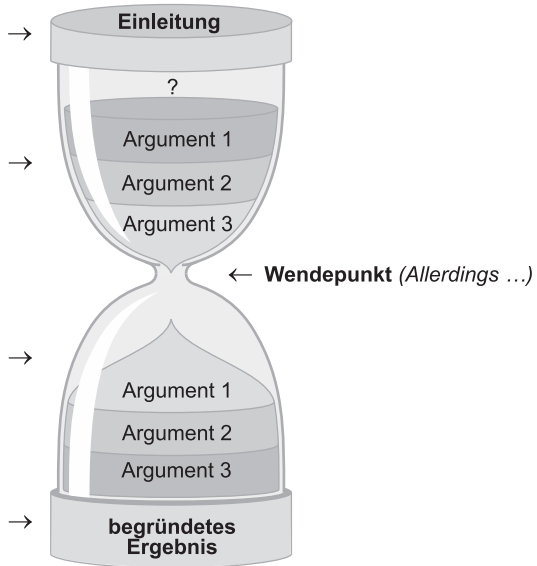 → Einleitung
?
Argument 1
→ Argument 2
Argument 3
← Wendepunkt (Allerdings …)
→
Argument 1
Argument 2
Argument 3
→ begründetes
Ergebnis